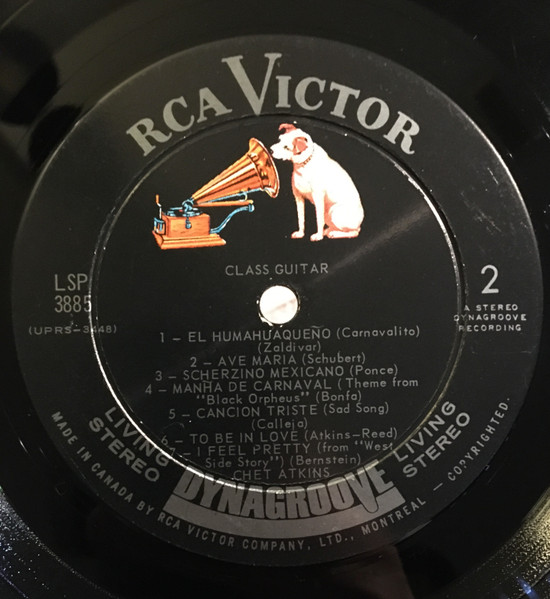 RCA VICTOR
CLASS GUITAR
LSP
3885
(UPRS-3448)
2
A STEREO
DYNAGROOVE
RECORDING
1 — EL HUMAHUAQUEÑO (Carnavalito)
(Zaldivar)
2 — AVE MARIA (Schubert)
3 — SCHERZINO MEXICANO (Ponce)
4 — MANHA DE CARNAVAL (Theme from
"Black Orpheus" (Bonfa)
5 — CANCION TRISTE (Sad Song)
(Calleja)
6 — TO BE IN LOVE (Atkins-Reed)
7 — I FEEL PRETTY (from "West
Side Story") (Bernstein)
CHET ATKINS
LIVING
STEREO
DYNAGROOVE
LIVING
STEREO
MADE IN CANADA BY RCA VICTOR COMPANY, LTD., MONTREAL — COPYRIGHTED.